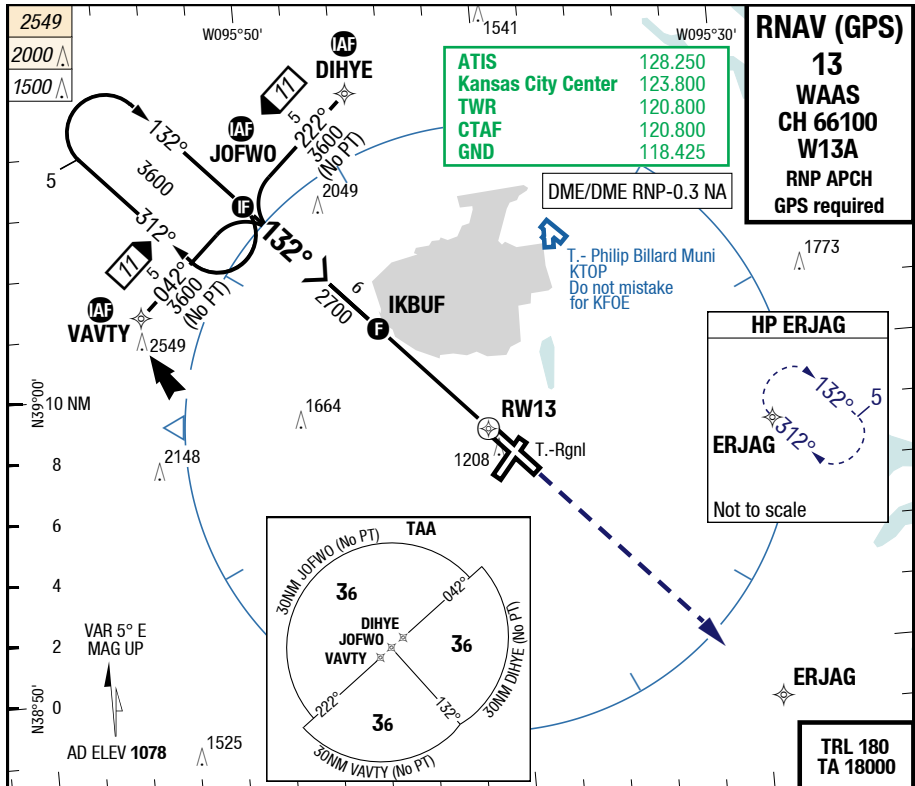 2549
2000
1500
W095°50'
1541
W095°30'
RNAV (GPS)
13
WAAS
CH 66100
W13A
RNP APCH
GPS required
ATIS 128.250
Kansas City Center 123.800
TWR 120.800
CTAF 120.800
GND 118.425
DME/DME RNP-0.3 NA
IAF
DIHYE
11
5
222°
3600
(No PT)
IAF
JOFWO
132°
3600
5
312°
IF
2049
132°
6
2700
11
5
042°
3600
(No PT)
IAF
VAVTY
2549
IKBUF
F
T.- Philip Billard Muni
KTOP
Do not mistake
for KFOE
1773
HP ERJAG
132°
5
312°
ERJAG
Not to scale
N39°00'
10 NM
8
6
4
2
0
N38°50'
1664
2148
RW13
1208
T.-Rgnl
TAA
30NM JOFWO (No PT)
36
042°
DIHYE
JOFWO
VAVTY
36
30NM DIHYE (No PT)
222°
132°
36
30NM VAVTY (No PT)
VAR 5° E
MAG UP
AD ELEV 1078
1525
ERJAG
TRL 180
TA 18000